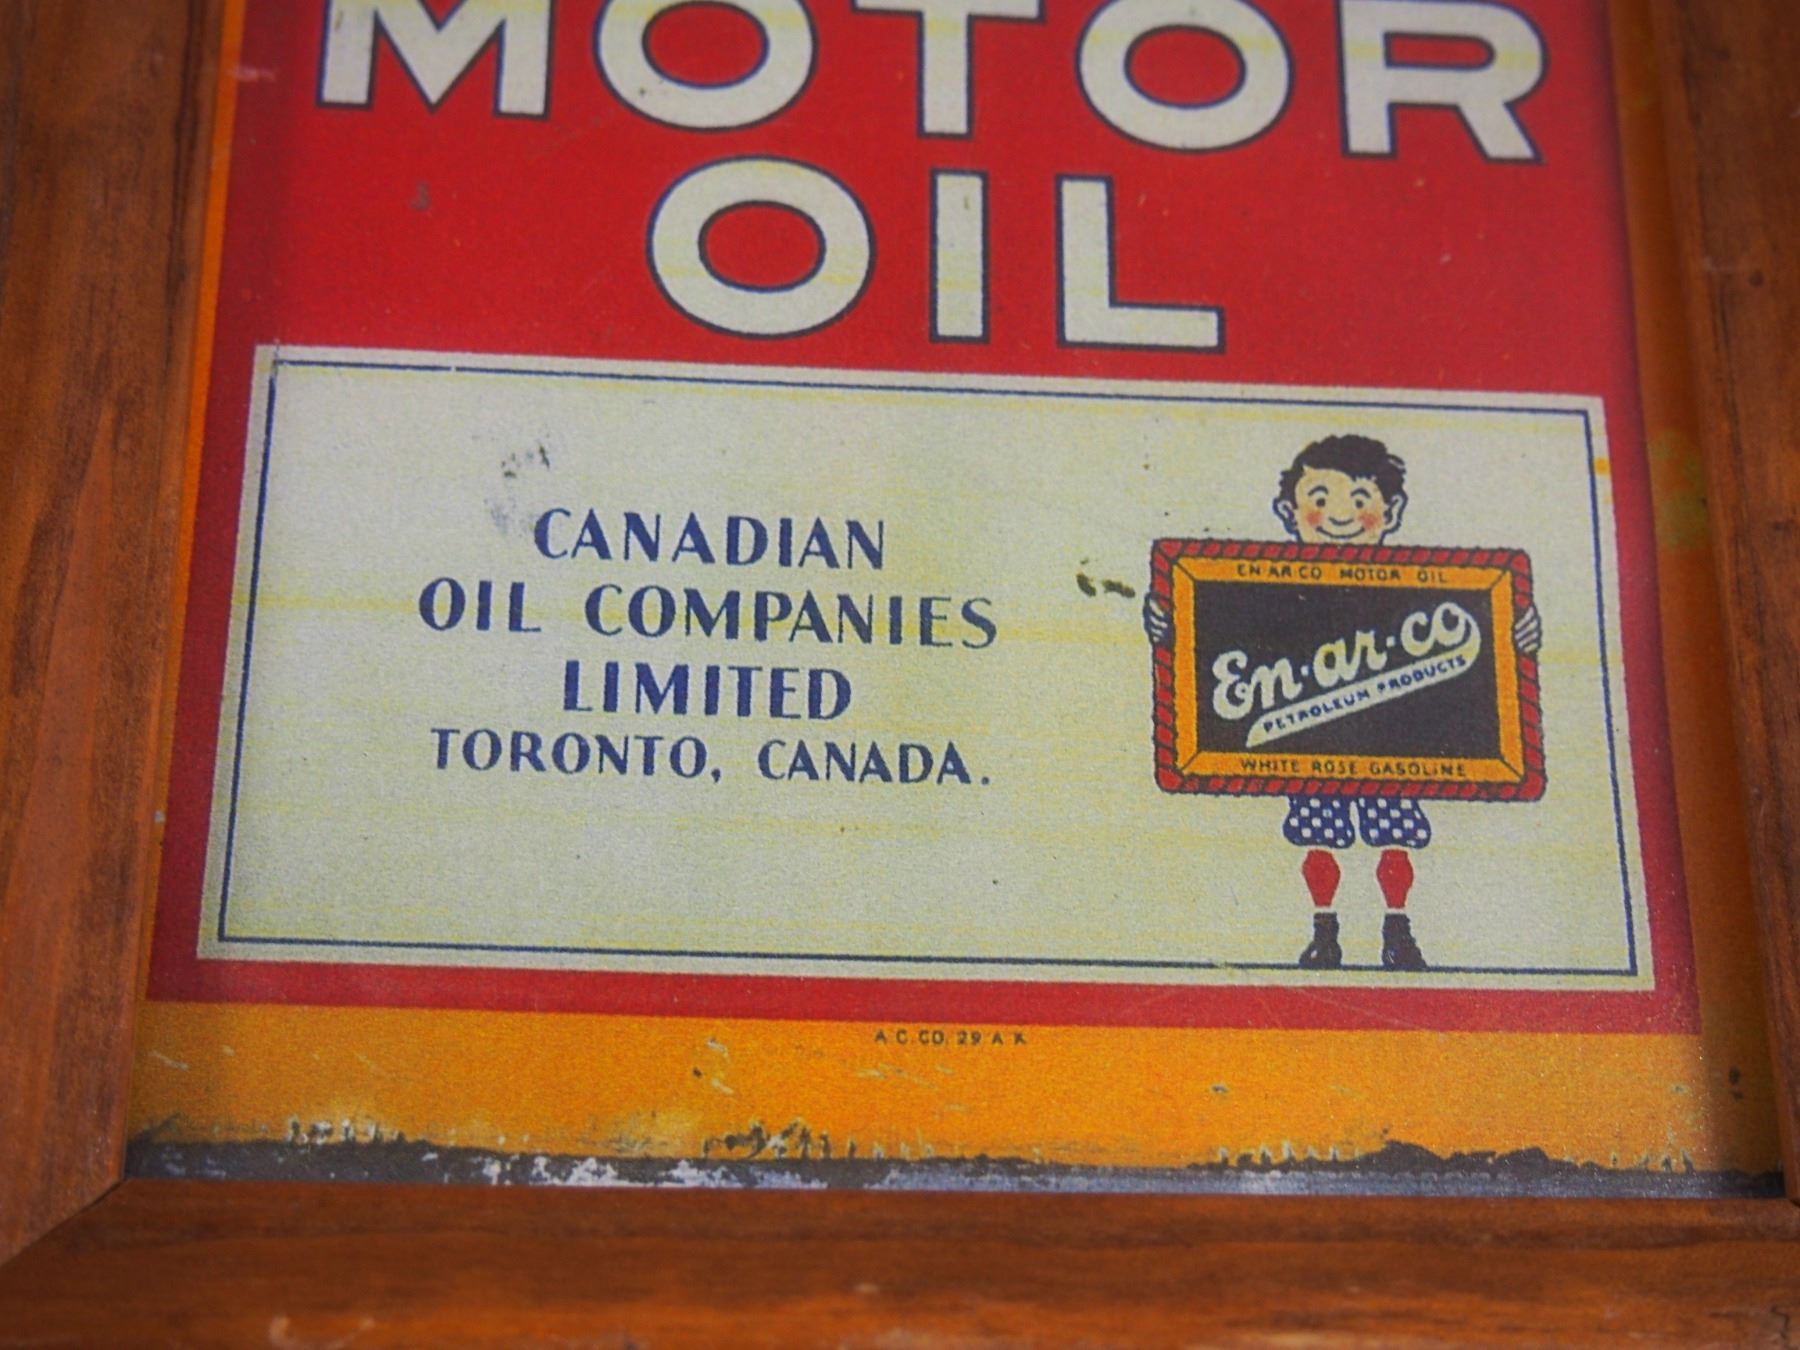 MOTOR
OIL
CANADIAN
OIL COMPANIES
LIMITED
TORONTO, CANADA.
EN-AR-CO MOTOR OIL
En-ar-co
PETROLEUM PRODUCTS
WHITE ROSE GASOLINE
A.C.CO. 29 A X